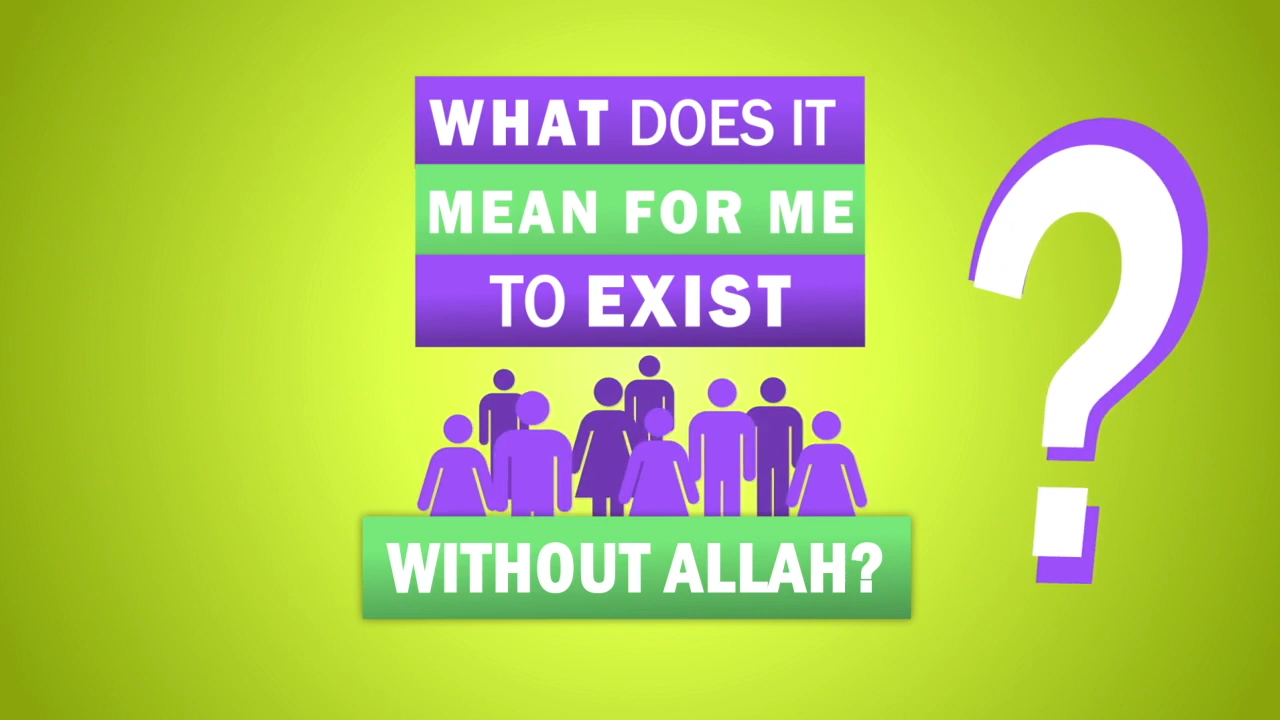 WHAT DOES IT
MEAN FOR ME
TO EXIST
WITHOUT ALLAH?
?